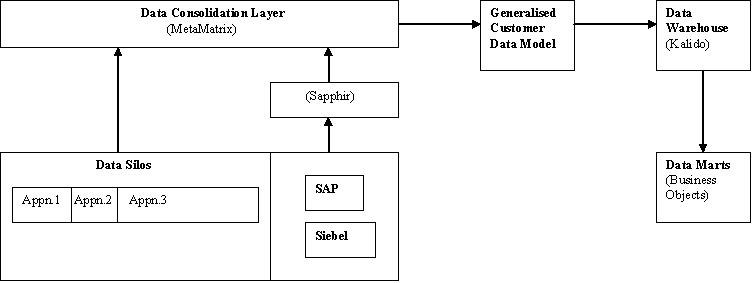 Data Consolidation Layer
(MetaMatrix)
Generalised
Customer
Data Model
Data
Warehouse
(Kalido)
(Sapphir)
Data Silos
Appn.1
Appn.2
Appn.3
SAP
Siebel
Data Marts
(Business
Objects)